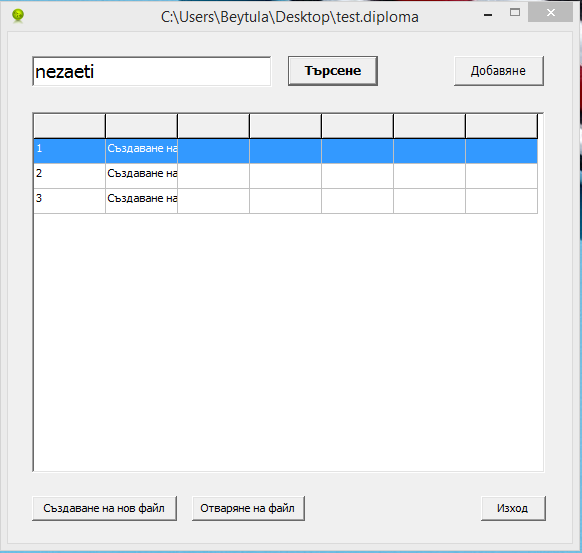 C:\Users\Beytula\Desktop\test.diploma
nezaeti Търсене Добавяне
1 Създаване на
2 Създаване на
3 Създаване на
Създаване на нов файл Отваряне на файл Изход